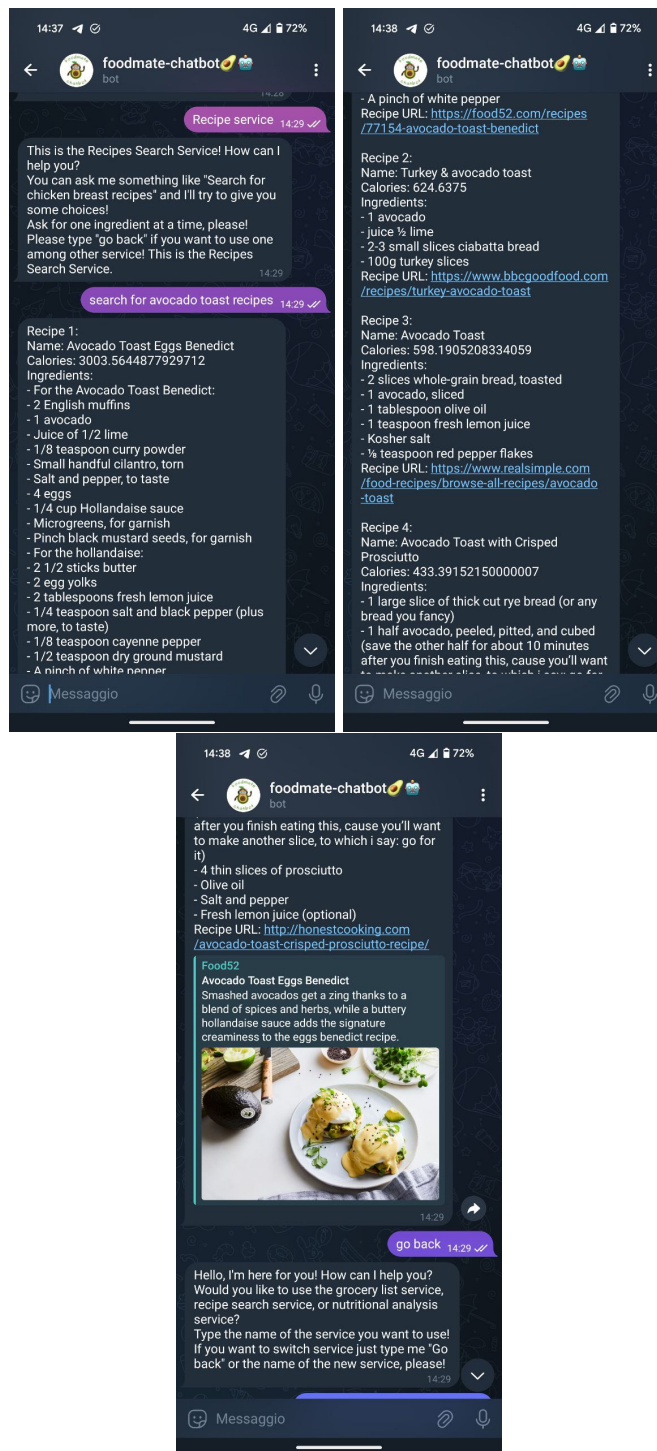 14:37
4G 72%
foodmate-chatbot🥑🤖
bot
14:28
Recipe service 14:29
This is the Recipes Search Service! How can I
help you?
You can ask me something like "Search for
chicken breast recipes" and I'll try to give you
some choices!
Ask for one ingredient at a time, please!
Please type "go back" if you want to use one
among other service! This is the Recipes
Search Service.
14:29
search for avocado toast recipes 14:29
Recipe 1:
Name: Avocado Toast Eggs Benedict
Calories: 3003.5644877929712
Ingredients:
- For the Avocado Toast Benedict:
- 2 English muffins
- 1 avocado
- Juice of 1/2 lime
- 1/8 teaspoon curry powder
- Small handful cilantro, torn
- Salt and pepper, to taste
- 4 eggs
- 1/4 cup Hollandaise sauce
- Microgreens, for garnish
- Pinch black mustard seeds, for garnish
- For the hollandaise:
- 2 1/2 sticks butter
- 2 egg yolks
- 2 tablespoons fresh lemon juice
- 1/4 teaspoon salt and black pepper (plus
more, to taste)
- 1/8 teaspoon cayenne pepper
- 1/2 teaspoon dry ground mustard
- A pinch of white pepper
Messaggio
14:38
4G 72%
foodmate-chatbot🥑🤖
bot
- A pinch of white pepper
Recipe URL: https://food52.com/recipes
/77154-avocado-toast-benedict
Recipe 2:
Name: Turkey & avocado toast
Calories: 624.6375
Ingredients:
- 1 avocado
- juice ½ lime
- 2-3 small slices ciabatta bread
- 100g turkey slices
Recipe URL: https://www.bbcgoodfood.com
/recipes/turkey-avocado-toast
Recipe 3:
Name: Avocado Toast
Calories: 598.1905208334059
Ingredients:
- 2 slices whole-grain bread, toasted
- 1 avocado, sliced
- 1 tablespoon olive oil
- 1 teaspoon fresh lemon juice
- Kosher salt
- ⅛ teaspoon red pepper flakes
Recipe URL: https://www.realsimple.com
/food-recipes/browse-all-recipes/avocado
-toast
Recipe 4:
Name: Avocado Toast with Crisped
Prosciutto
Calories: 433.39152150000007
Ingredients:
- 1 large slice of thick cut rye bread (or any
bread you fancy)
- 1 half avocado, peeled, pitted, and cubed
(save the other half for about 10 minutes
after you finish eating this, cause you'll want
to make another slice, to which i say: go for
Messaggio
14:38
4G 72%
foodmate-chatbot🥑🤖
bot
after you finish eating this, cause you'll want
to make another slice, to which i say: go for
it)
- 4 thin slices of prosciutto
- Olive oil
- Salt and pepper
- Fresh lemon juice (optional)
Recipe URL: http://honestcooking.com
/avocado-toast-crisped-prosciutto-recipe/
Food52
Avocado Toast Eggs Benedict
Smashed avocados get a zing thanks to a
blend of spices and herbs, while a buttery
hollandaise sauce adds the signature
creaminess to the eggs benedict recipe.
14:29
go back 14:29
Hello, I'm here for you! How can I help you?
Would you like to use the grocery list service,
recipe search service, or nutritional analysis
service?
Type the name of the service you want to use!
If you want to switch service just type me "Go
back" or the name of the new service, please!
14:29
Messaggio